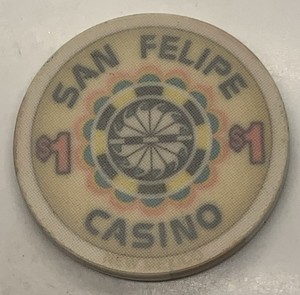 SAN FELIPE
$1 $1
CASINO
NEW MEXICO